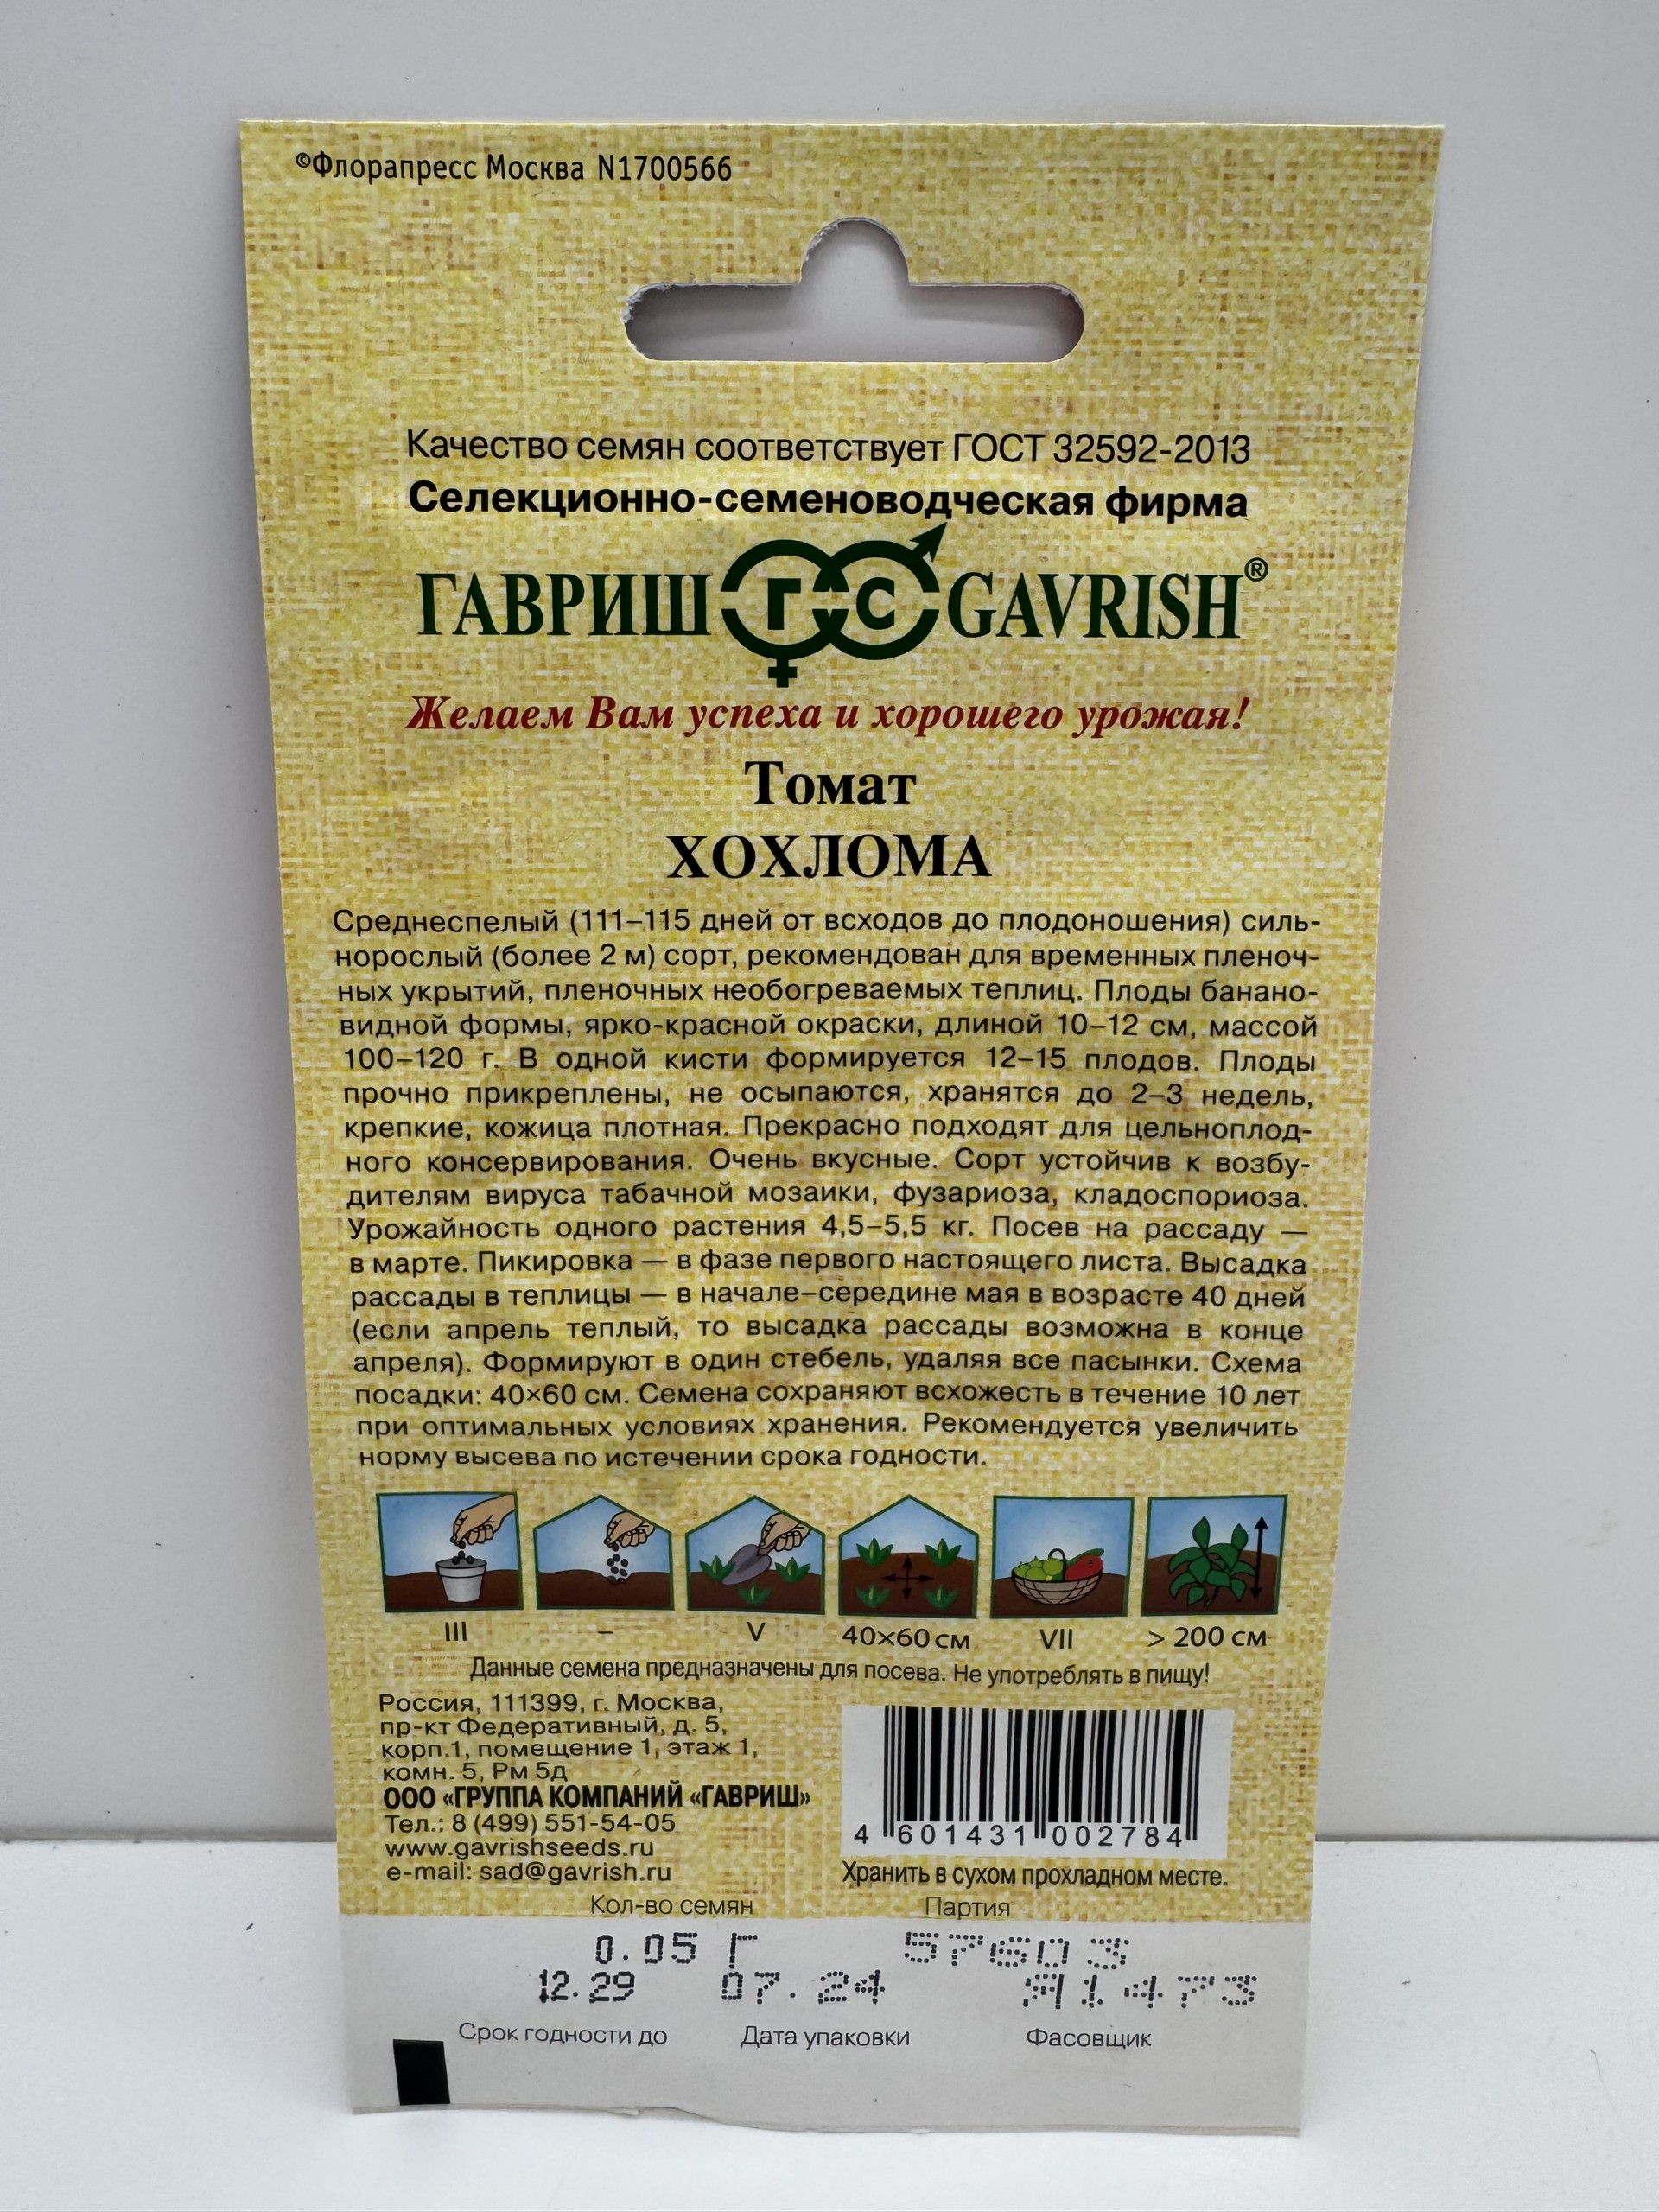 ©Флорапресс Москва N1700566
Качество семян соответствует ГОСТ 32592-2013
Селекционно-семеноводческая фирма
ГАВРИШ ГС GAVRISH®
Желаем Вам успеха и хорошего урожая!
Томат
ХОХЛОМА
Среднеспелый (111–115 дней от всходов до плодоношения) силь-
норослый (более 2 м) сорт, рекомендован для временных пленоч-
ных укрытий, пленочных необогреваемых теплиц. Плоды банано-
видной формы, ярко-красной окраски, длиной 10–12 см, массой
100–120 г. В одной кисти формируется 12–15 плодов. Плоды
прочно прикреплены, не осыпаются, хранятся до 2–3 недель,
крепкие, кожица плотная. Прекрасно подходят для цельноплод-
ного консервирования. Очень вкусные. Сорт устойчив к возбу-
дителям вируса табачной мозаики, фузариоза, кладоспориоза.
Урожайность одного растения 4,5–5,5 кг. Посев на рассаду —
в марте. Пикировка — в фазе первого настоящего листа. Высадка
рассады в теплицы — в начале–середине мая в возрасте 40 дней
(если апрель теплый, то высадка рассады возможна в конце
апреля). Формируют в один стебель, удаляя все пасынки. Схема
посадки: 40×60 см. Семена сохраняют всхожесть в течение 10 лет
при оптимальных условиях хранения. Рекомендуется увеличить
норму высева по истечении срока годности.
III – V 40×60 см VII > 200 см
Данные семена предназначены для посева. Не употреблять в пищу!
Россия, 111399, г. Москва,
пр-кт Федеративный, д. 5,
корп.1, помещение 1, этаж 1,
комн. 5, Рм 5д
ООО «ГРУППА КОМПАНИЙ «ГАВРИШ»
Тел.: 8 (499) 551-54-05
www.gavrishseeds.ru
e-mail: sad@gavrish.ru
4 601431 002784
Хранить в сухом прохладном месте.
Кол-во семян Партия
0.05 Г 57603
12.29 07.24 Я1473
Срок годности до Дата упаковки Фасовщик